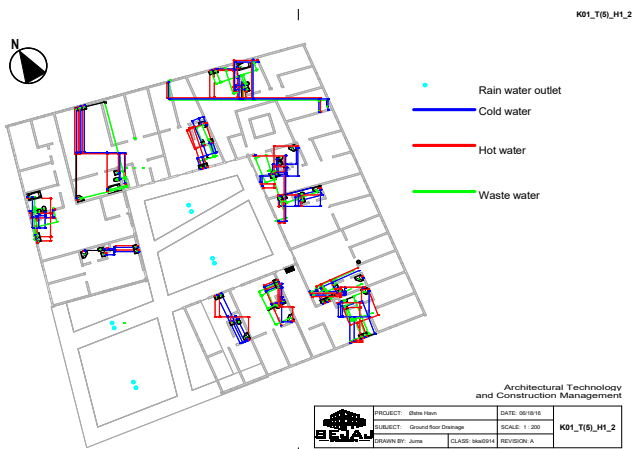 K01_T(5)_H1_2
N
Rain water outlet
Cold water
Hot water
Waste water
Architectural Technology
and Construction Management
BEJAJ
PROJECT: Østre Havn
DATE: 06/16/16
SUBJECT: Ground floor Drainage
SCALE: 1 : 200
K01_T(5)_H1_2
DRAWN BY: Juma
CLASS: bkai0914
REVISION: A